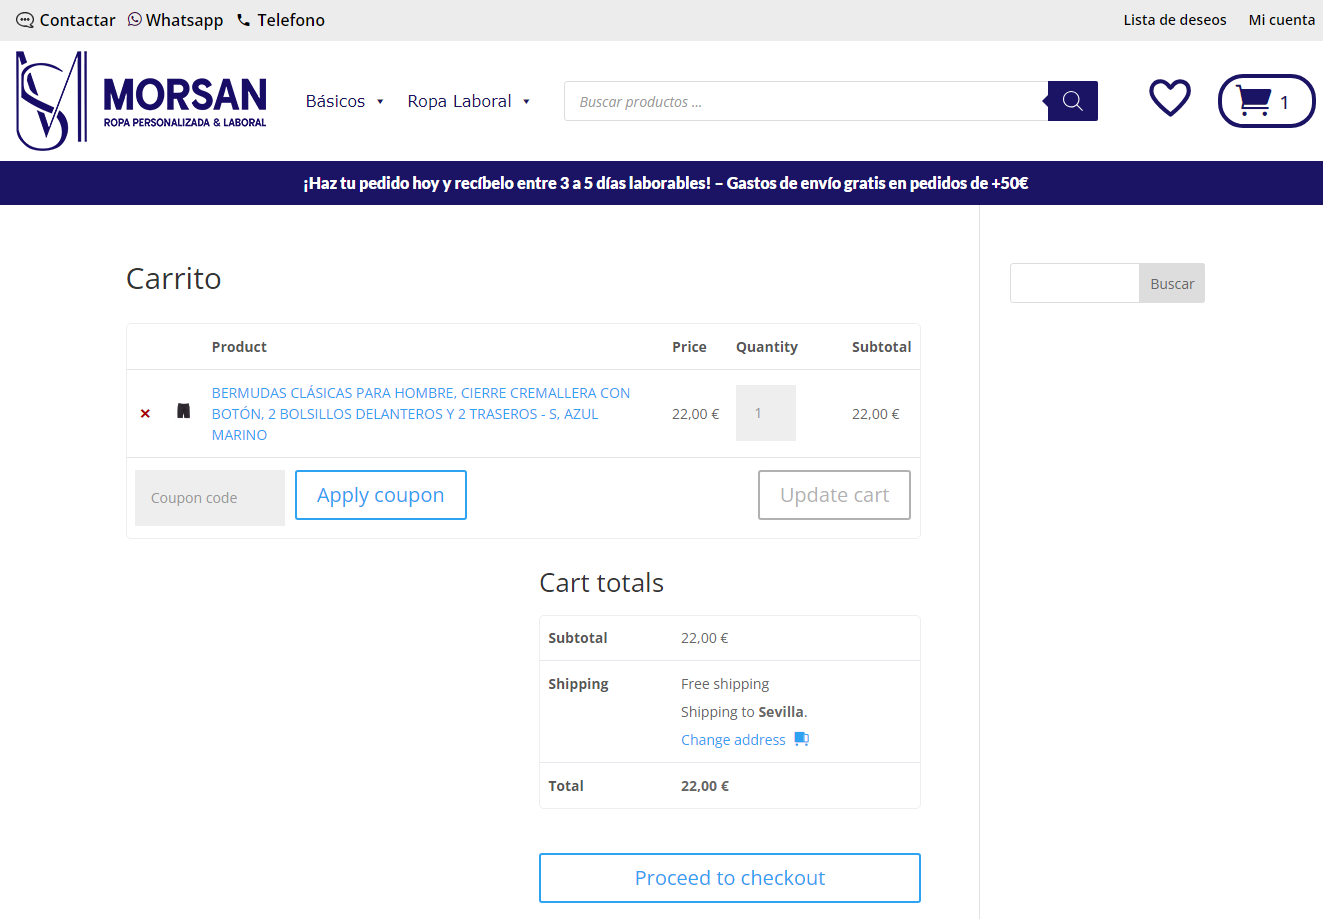 Contactar Whatsapp Telefono Lista de deseos Mi cuenta
MORSAN
ROPA PERSONALIZADA & LABORAL
Básicos Ropa Laboral Buscar productos ... 1
¡Haz tu pedido hoy y recíbelo entre 3 a 5 días laborables! – Gastos de envío gratis en pedidos de +50€
Carrito
Buscar
Product Price Quantity Subtotal
BERMUDAS CLÁSICAS PARA HOMBRE, CIERRE CREMALLERA CON
BOTÓN, 2 BOLSILLOS DELANTEROS Y 2 TRASEROS - S, AZUL
MARINO
× 22,00 € 1 22,00 €
Coupon code Apply coupon Update cart
Cart totals
Subtotal 22,00 €
Shipping Free shipping
Shipping to Sevilla.
Change address
Total 22,00 €
Proceed to checkout